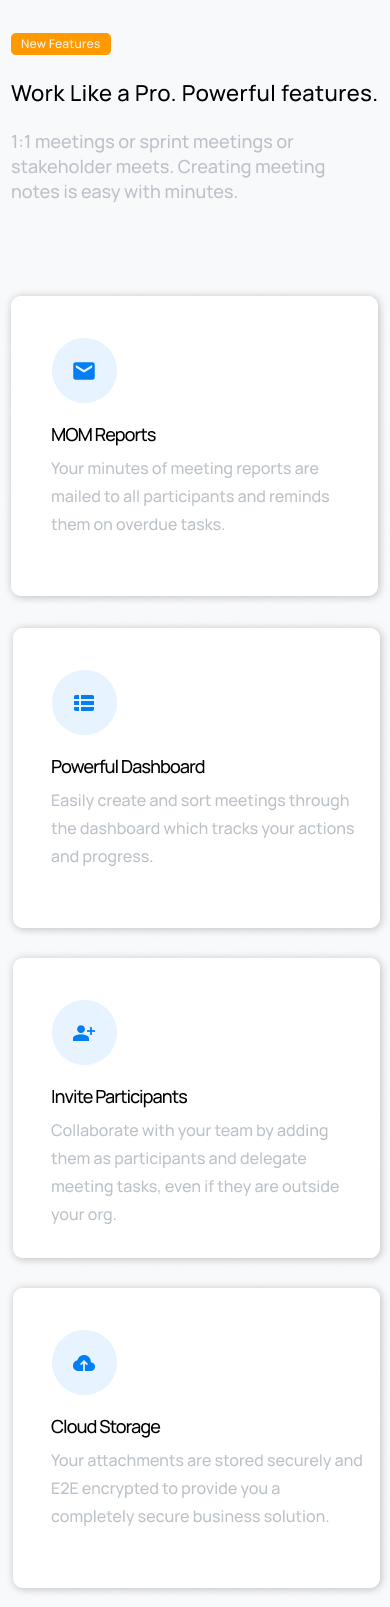 New Features
Work Like a Pro. Powerful features.
1:1 meetings or sprint meetings or
stakeholder meets. Creating meeting
notes is easy with minutes.
MOM Reports
Your minutes of meeting reports are
mailed to all participants and reminds
them on overdue tasks.
Powerful Dashboard
Easily create and sort meetings through
the dashboard which tracks your actions
and progress.
Invite Participants
Collaborate with your team by adding
them as participants and delegate
meeting tasks, even if they are outside
your org.
Cloud Storage
Your attachments are stored securely and
E2E encrypted to provide you a
completely secure business solution.